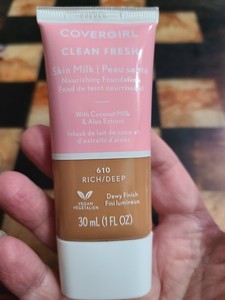 COVERGIRL
CLEAN FRESH
Skin Milk | Peau satinée
Nourishing Foundation
Fond de teint nourrissant
With Coconut Milk
& Aloe Extract
Infusé de lait de coco et
d'extraits d'aloès
610
RICH/DEEP
VEGAN
VÉGÉTALIEN
Dewy Finish
Fini lumineux
30 mL (1 FL OZ)